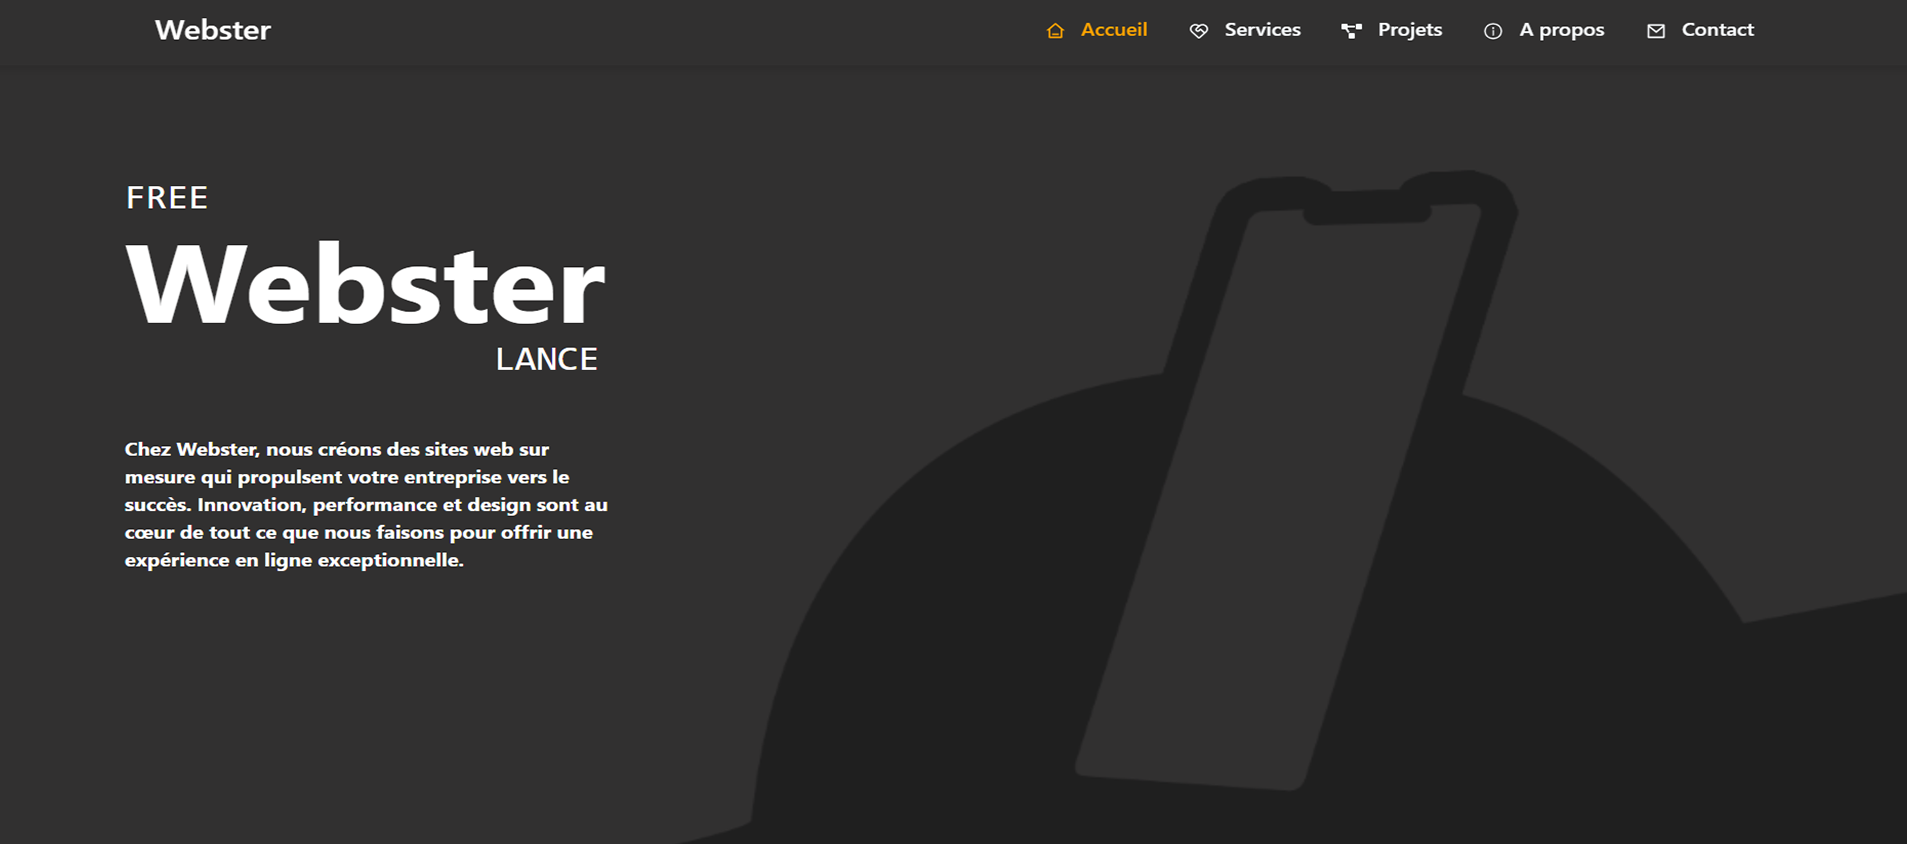 Webster
Accueil Services Projets A propos Contact
FREE
Webster
LANCE
Chez Webster, nous créons des sites web sur
mesure qui propulsent votre entreprise vers le
succès. Innovation, performance et design sont au
cœur de tout ce que nous faisons pour offrir une
expérience en ligne exceptionnelle.